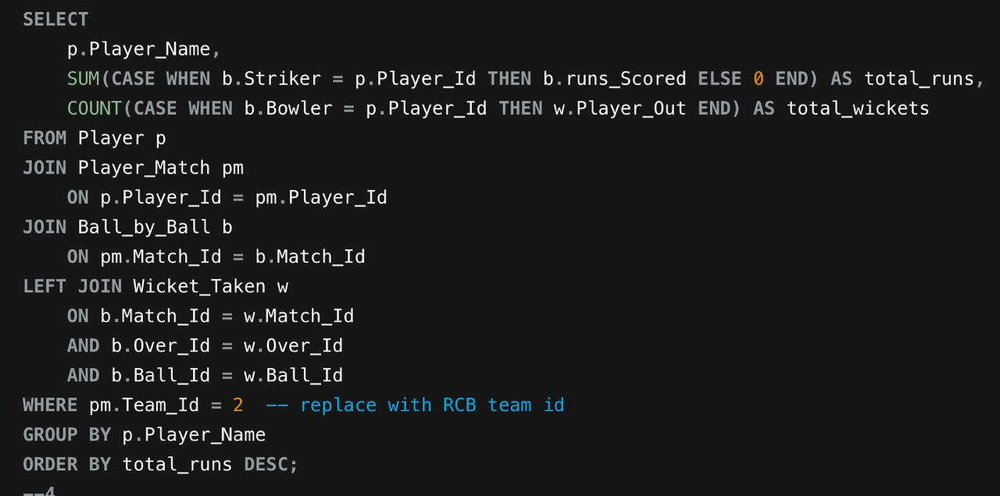 SELECT
    p.Player_Name,
    SUM(CASE WHEN b.Striker = p.Player_Id THEN b.runs_Scored ELSE 0 END) AS total_runs,
    COUNT(CASE WHEN b.Bowler = p.Player_Id THEN w.Player_Out END) AS total_wickets
FROM Player p
JOIN Player_Match pm
    ON p.Player_Id = pm.Player_Id
JOIN Ball_by_Ball b
    ON pm.Match_Id = b.Match_Id
LEFT JOIN Wicket_Taken w
    ON b.Match_Id = w.Match_Id
    AND b.Over_Id = w.Over_Id
    AND b.Ball_Id = w.Ball_Id
WHERE pm.Team_Id = 2  -- replace with RCB team id
GROUP BY p.Player_Name
ORDER BY total_runs DESC;
--4